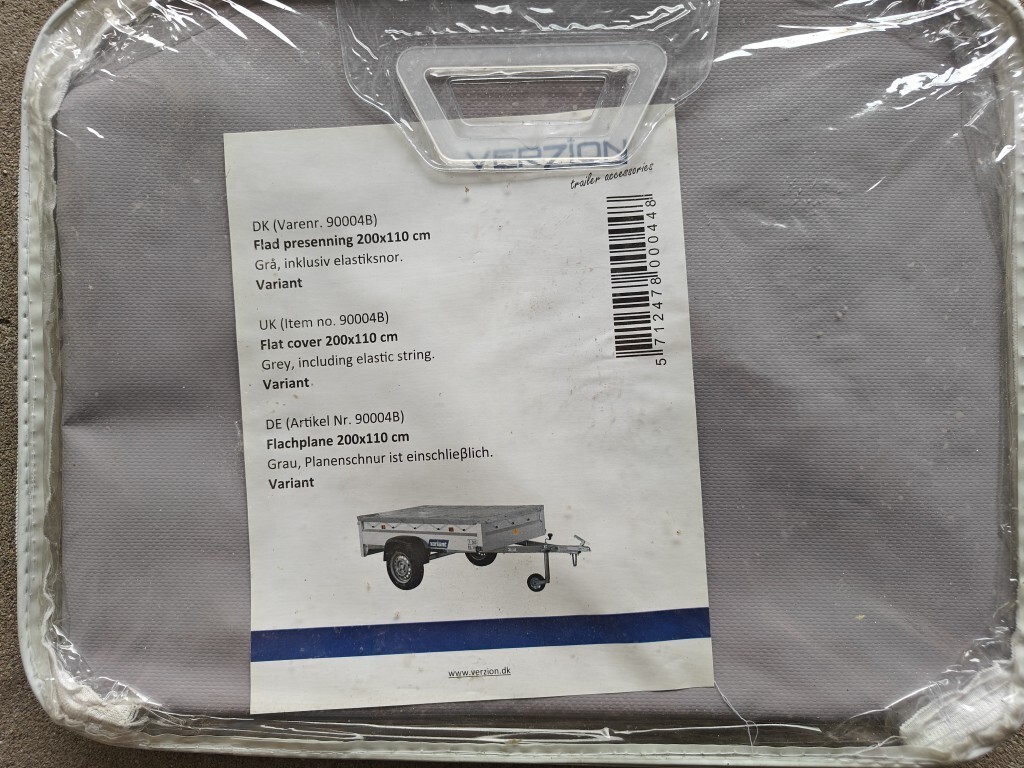 VERZION
trailer accessories
DK (Varenr. 90004B)
Flad presenning 200x110 cm
Grå, inklusiv elastiksnor.
Variant
UK (Item no. 90004B)
Flat cover 200x110 cm
Grey, including elastic string.
Variant
DE (Artikel Nr. 90004B)
Flachplane 200x110 cm
Grau, Planenschnur ist einschließlich.
Variant
5712478000448
variant
www.verzion.dk